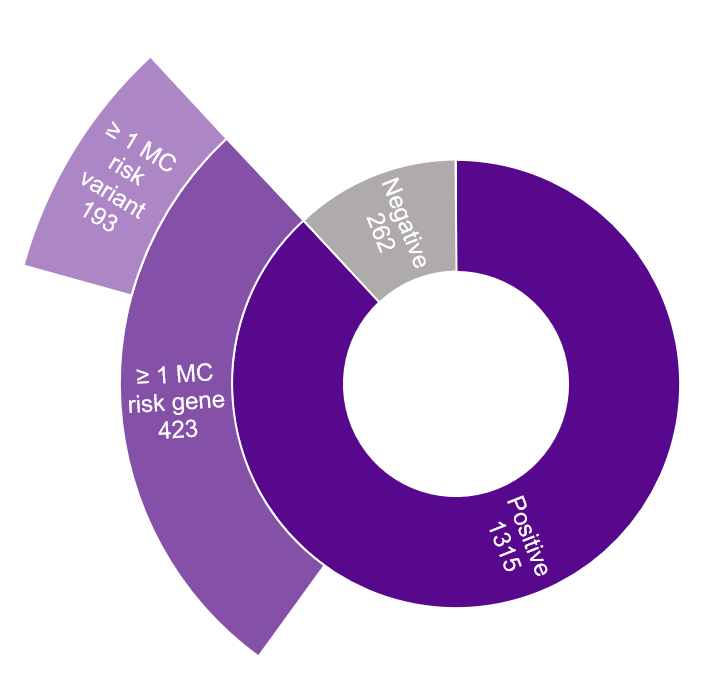 ≥ 1 MC
risk
variant
193
Negative
262
≥ 1 MC
risk gene
423
Positive
1315